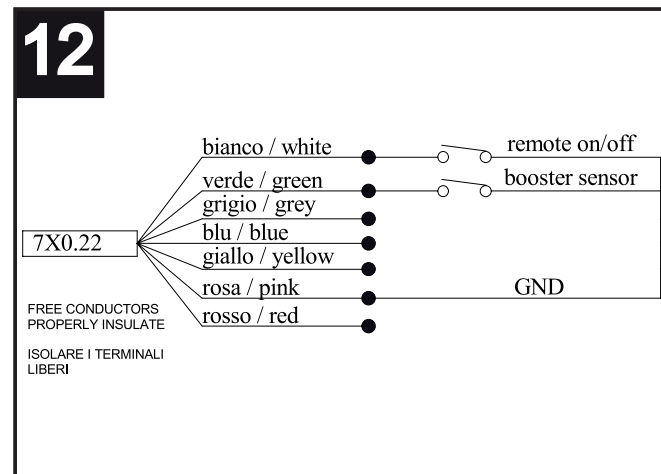 12
bianco / white
remote on/off
verde / green
booster sensor
grigio / grey
7X0.22
blu / blue
giallo / yellow
rosa / pink
GND
rosso / red
FREE CONDUCTORS
PROPERLY INSULATE
ISOLARE I TERMINALI
LIBERI